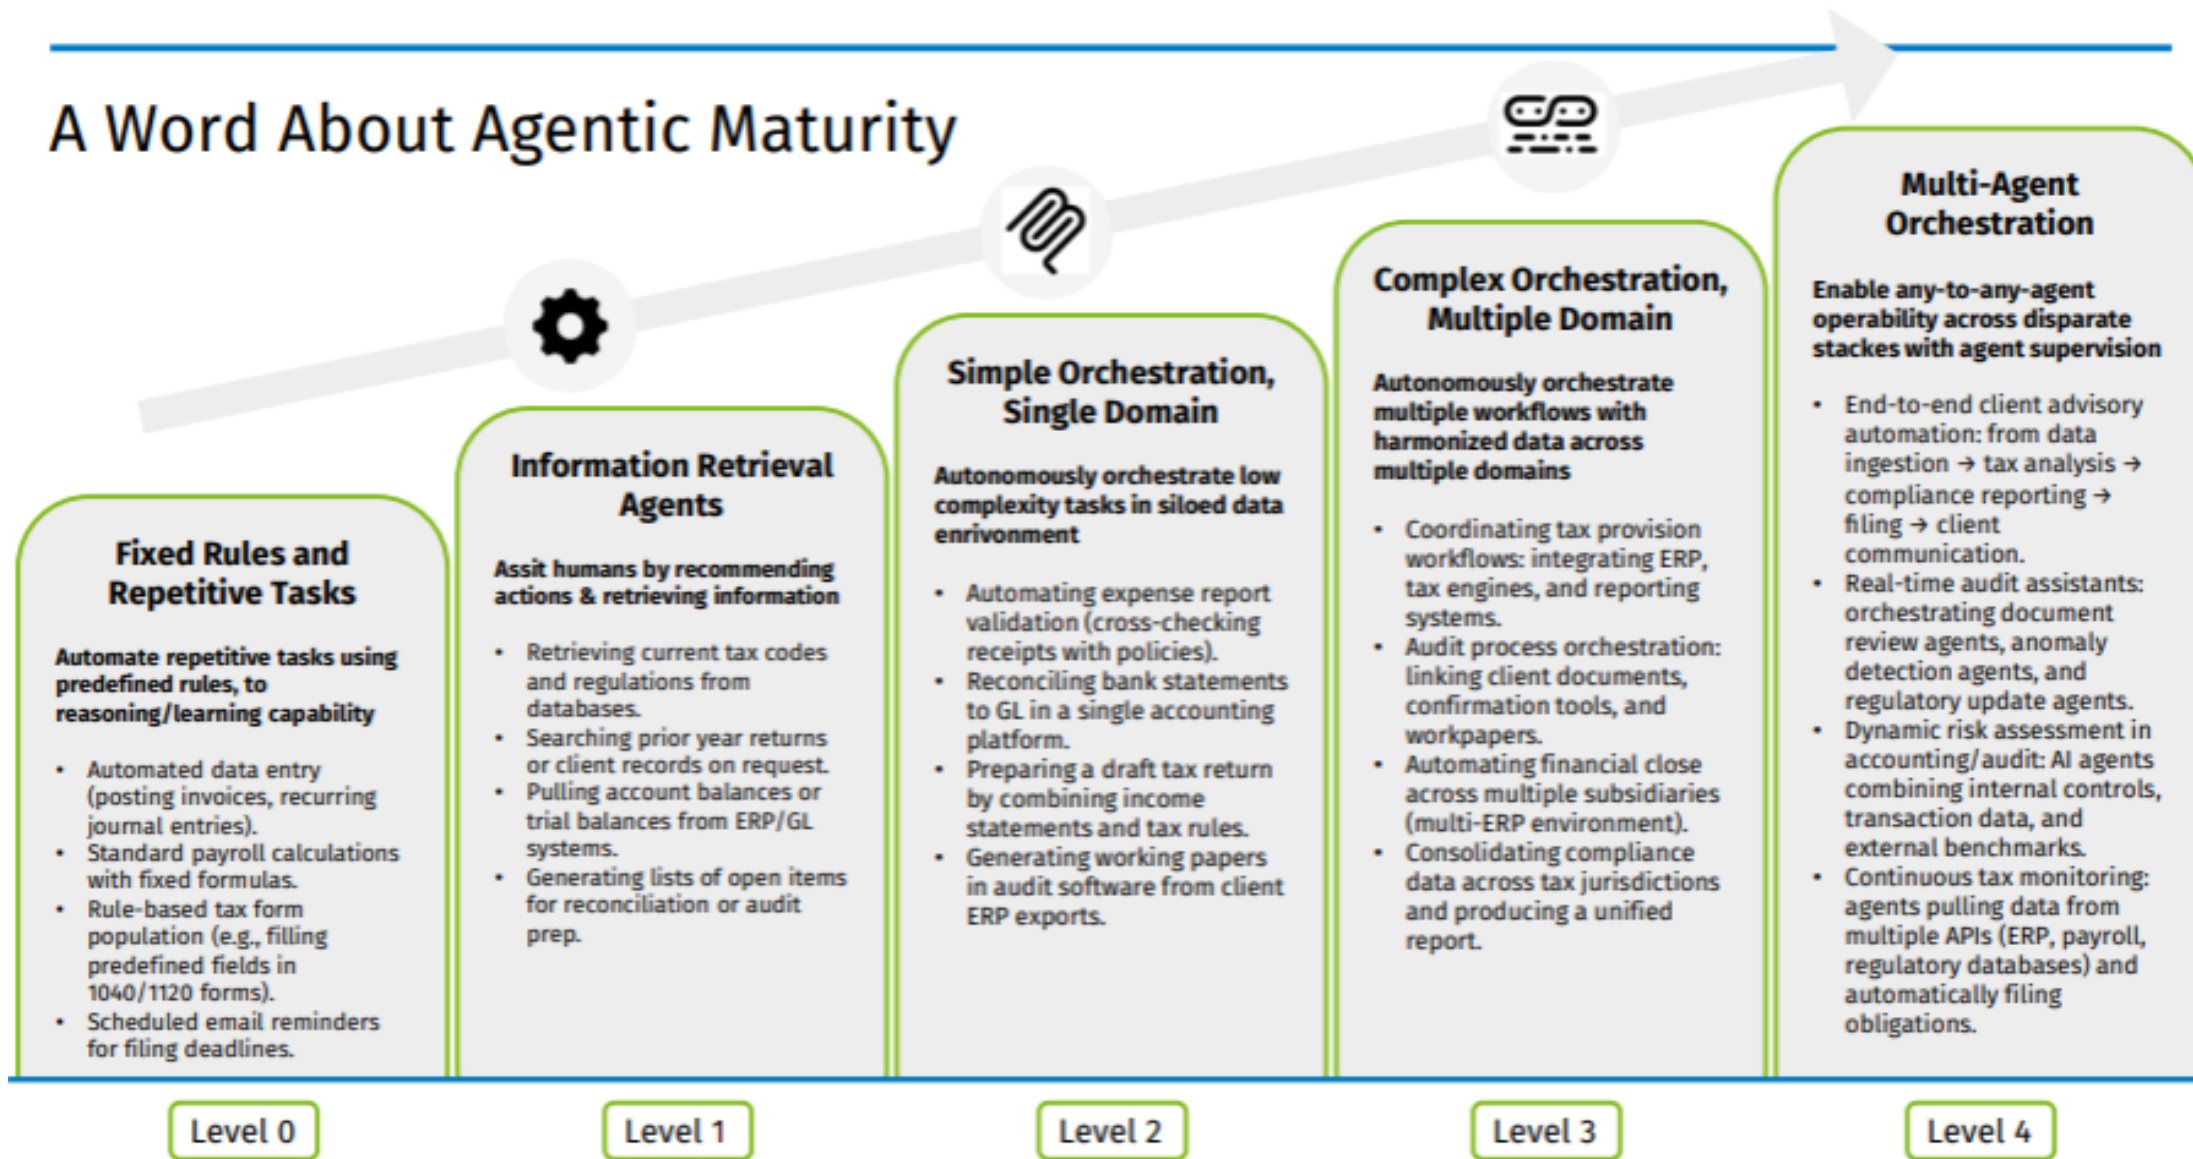 A Word About Agentic Maturity
Fixed Rules and
Repetitive Tasks
Automate repetitive tasks using
predefined rules, to
reasoning/learning capability
• Automated data entry
(posting invoices, recurring
journal entries).
• Standard payroll calculations
with fixed formulas.
• Rule-based tax form
population (e.g., filling
predefined fields in
1040/1120 forms).
• Scheduled email reminders
for filing deadlines.
Level 0
Information Retrieval
Agents
Assit humans by recommending
actions & retrieving information
• Retrieving current tax codes
and regulations from
databases.
• Searching prior year returns
or client records on request.
• Pulling account balances or
trial balances from ERP/GL
systems.
• Generating lists of open items
for reconciliation or audit
prep.
Level 1
Simple Orchestration,
Single Domain
Autonomously orchestrate low
complexity tasks in siloed data
enrivonment
• Automating expense report
validation (cross-checking
receipts with policies).
• Reconciling bank statements
to GL in a single accounting
platform.
• Preparing a draft tax return
by combining income
statements and tax rules.
• Generating working papers
in audit software from client
ERP exports.
Level 2
Complex Orchestration,
Multiple Domain
Autonomously orchestrate
multiple workflows with
harmonized data across
multiple domains
• Coordinating tax provision
workflows: integrating ERP,
tax engines, and reporting
systems.
• Audit process orchestration:
linking client documents,
confirmation tools, and
workpapers.
• Automating financial close
across multiple subsidiaries
(multi-ERP environment).
• Consolidating compliance
data across tax jurisdictions
and producing a unified
report.
Level 3
Multi-Agent
Orchestration
Enable any-to-any-agent
operability across disparate
stackes with agent supervision
• End-to-end client advisory
automation: from data
ingestion → tax analysis →
compliance reporting →
filing → client
communication.
• Real-time audit assistants:
orchestrating document
review agents, anomaly
detection agents, and
regulatory update agents.
• Dynamic risk assessment in
accounting/audit: AI agents
combining internal controls,
transaction data, and
external benchmarks.
• Continuous tax monitoring:
agents pulling data from
multiple APIs (ERP, payroll,
regulatory databases) and
automatically filing
obligations.
Level 4